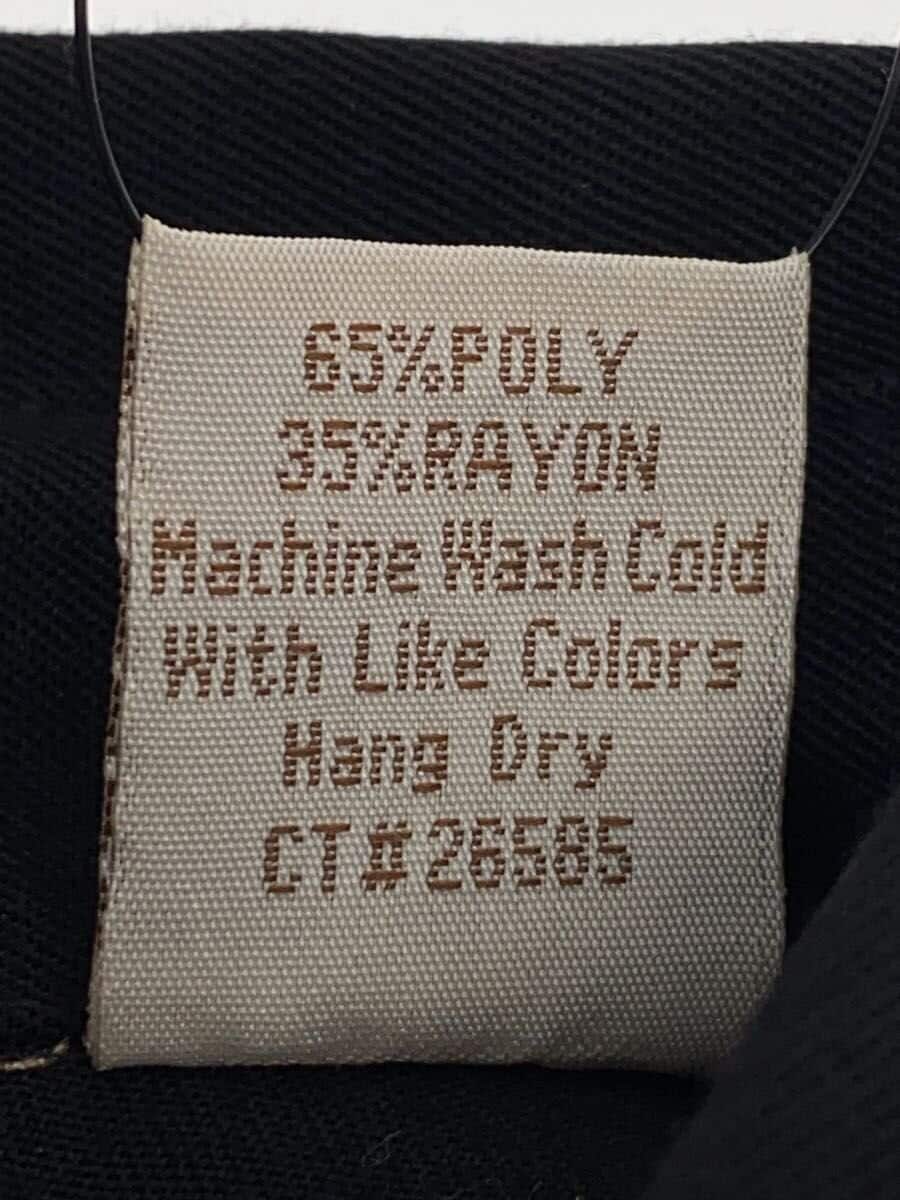 65%POLY
35%RAYON
Machine Wash Cold
With Like Colors
Hang Dry
CT#26585